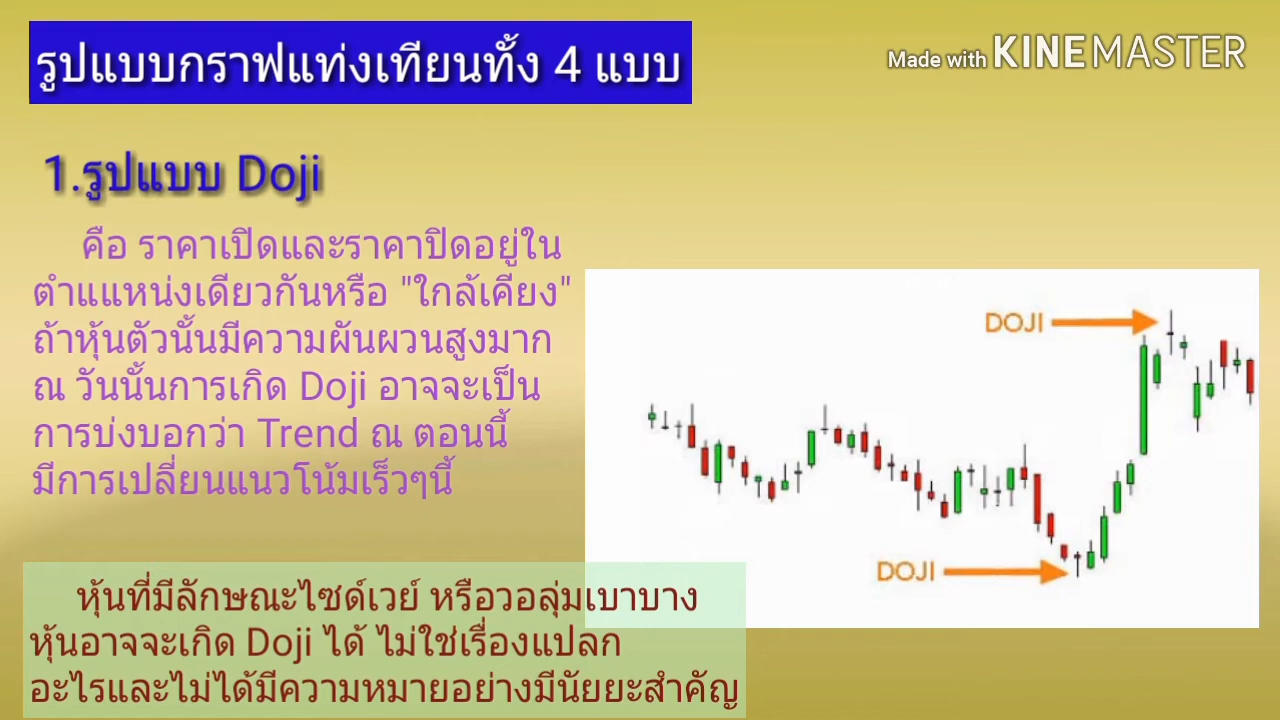 รูปแบบกราฟแท่งเทียนทั้ง 4 แบบ
Made with KINEMASTER
1.รูปแบบ Doji
คือ ราคาเปิดและราคาปิดอยู่ใน
ตำแแหน่งเดียวกันหรือ "ใกล้เคียง"
ถ้าหุ้นตัวนั้นมีความผันผวนสูงมาก
ณ วันนั้นการเกิด Doji อาจจะเป็น
การบ่งบอกว่า Trend ณ ตอนนี้
มีการเปลี่ยนแนวโน้มเร็วๆนี้
DOJI
DOJI
หุ้นที่มีลักษณะไซด์เวย์ หรือวอลุ่มเบาบาง
หุ้นอาจจะเกิด Doji ได้ ไม่ใช่เรื่องแปลก
อะไรและไม่ได้มีความหมายอย่างมีนัยยะสำคัญ